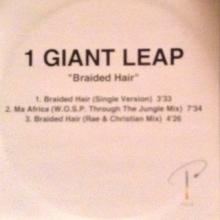 1 GIANT LEAP
"Braided Hair"
1. Braided Hair (Single Version) 3'33
2. Ma Africa (W.O.S.P. Through The Jungle Mix) 7'34
3. Braided Hair (Rae & Christian Mix) 4'26